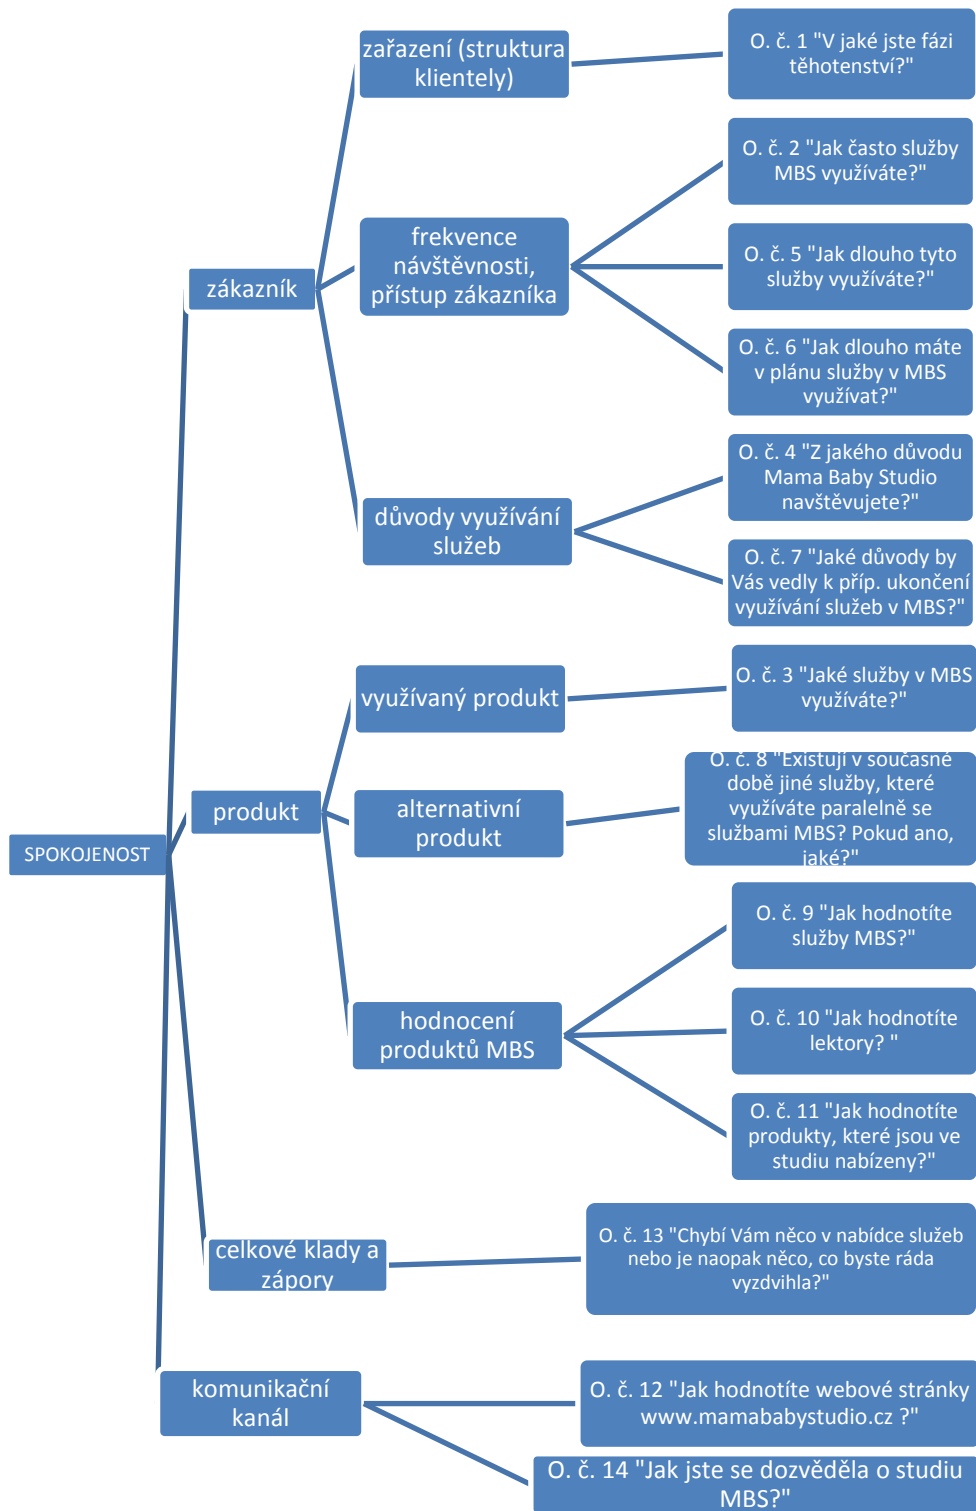 SPOKOJENOST
zákazník
zařazení (struktura
klientely)
O. č. 1 "V jaké jste fázi
těhotenství?"
frekvence
návštěvnosti,
přístup zákazníka
O. č. 2 "Jak často služby
MBS využíváte?"
O. č. 5 "Jak dlouho tyto
služby využíváte?"
O. č. 6 "Jak dlouho máte
v plánu služby v MBS
využívat?"
důvody využívání
služeb
O. č. 4 "Z jakého důvodu
Mama Baby Studio
navštěvujete?"
O. č. 7 "Jaké důvody by
Vás vedly k příp. ukončení
využívání služeb v MBS?"
produkt
využívaný produkt
O. č. 3 "Jaké služby v MBS
využíváte?"
alternativní
produkt
O. č. 8 "Existují v současné
době jiné služby, které
využíváte paralelně se
službami MBS? Pokud ano,
jaké?"
hodnocení
produktů MBS
O. č. 9 "Jak hodnotíte
služby MBS?"
O. č. 10 "Jak hodnotíte
lektory? "
O. č. 11 "Jak hodnotíte
produkty, které jsou ve
studiu nabízeny?"
celkové klady a
zápory
O. č. 13 "Chybí Vám něco v nabídce služeb
nebo je naopak něco, co byste ráda
vyzdvihla?"
komunikační
kanál
O. č. 12 "Jak hodnotíte webové stránky
www.mamababystudio.cz ?"
O. č. 14 "Jak jste se dozvěděla o studiu
MBS?"